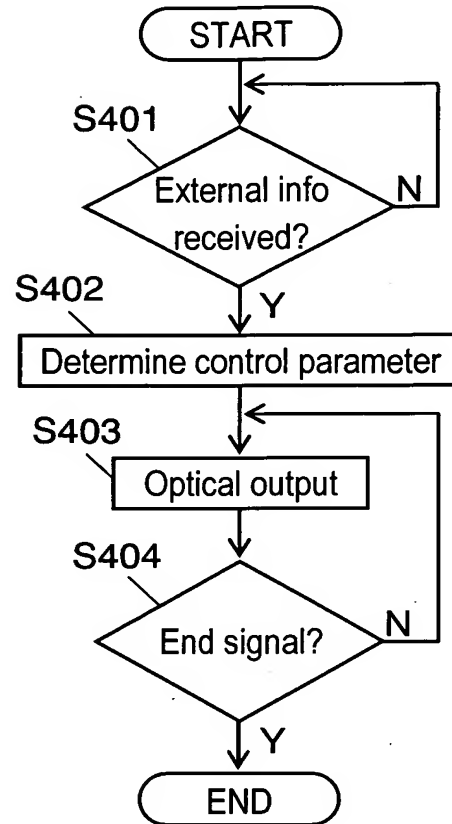 START
S401
External info
N
received?
S402
Y
Determine control parameter
S403
Optical output
S404
End signal?
N
Y
END